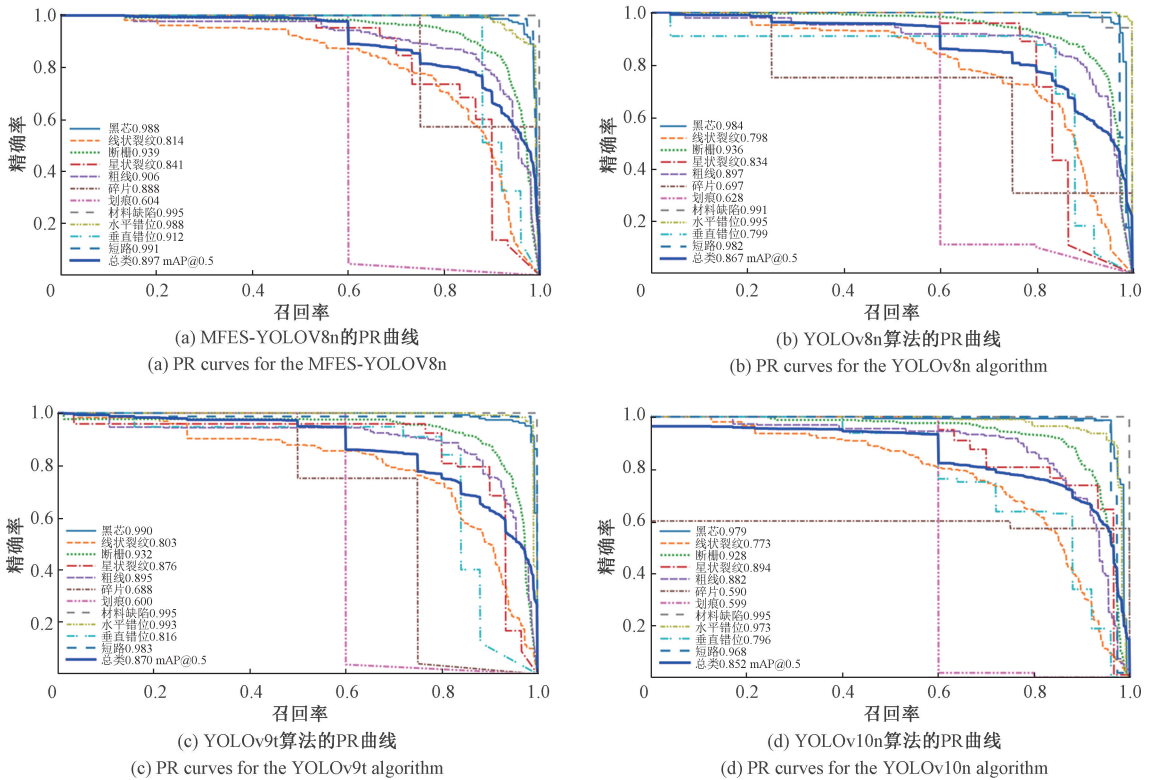 1.0
0.8
0.6
0.4
0.2
精确率
黑芯0.988
线状裂纹0.814
断栅0.939
星状裂纹0.841
粗线0.906
碎片0.888
划痕0.604
材料缺陷0.995
水平错位0.988
垂直错位0.912
短路0.991
总类0.897 mAP@0.5
0 0.2 0.4 0.6 0.8 1.0
召回率
(a) MFES-YOLOV8n的PR曲线
(a) PR curves for the MFES-YOLOV8n
1.0
0.8
0.6
0.4
0.2
精确率
黑芯0.984
线状裂纹0.798
断栅0.936
星状裂纹0.834
粗线0.897
碎片0.697
划痕0.628
材料缺陷0.991
水平错位0.995
垂直错位0.799
短路0.982
总类0.867 mAP@0.5
0 0.2 0.4 0.6 0.8 1.0
召回率
(b) YOLOv8n算法的PR曲线
(b) PR curves for the YOLOv8n algorithm
1.0
0.8
0.6
0.4
0.2
精确率
黑芯0.990
线状裂纹0.803
断栅0.932
星状裂纹0.876
粗线0.895
碎片0.688
划痕0.600
材料缺陷0.995
水平错位0.993
垂直错位0.816
短路0.983
总类0.870 mAP@0.5
0 0.2 0.4 0.6 0.8 1.0
召回率
(c) YOLOv9t算法的PR曲线
(c) PR curves for the YOLOv9t algorithm
1.0
0.8
0.6
0.4
0.2
精确率
黑芯0.979
线状裂纹0.773
断栅0.928
星状裂纹0.894
粗线0.882
碎片0.590
划痕0.599
材料缺陷0.995
水平错位0.973
垂直错位0.796
短路0.968
总类0.852 mAP@0.5
0 0.2 0.4 0.6 0.8 1.0
召回率
(d) YOLOv10n算法的PR曲线
(d) PR curves for the YOLOv10n algorithm